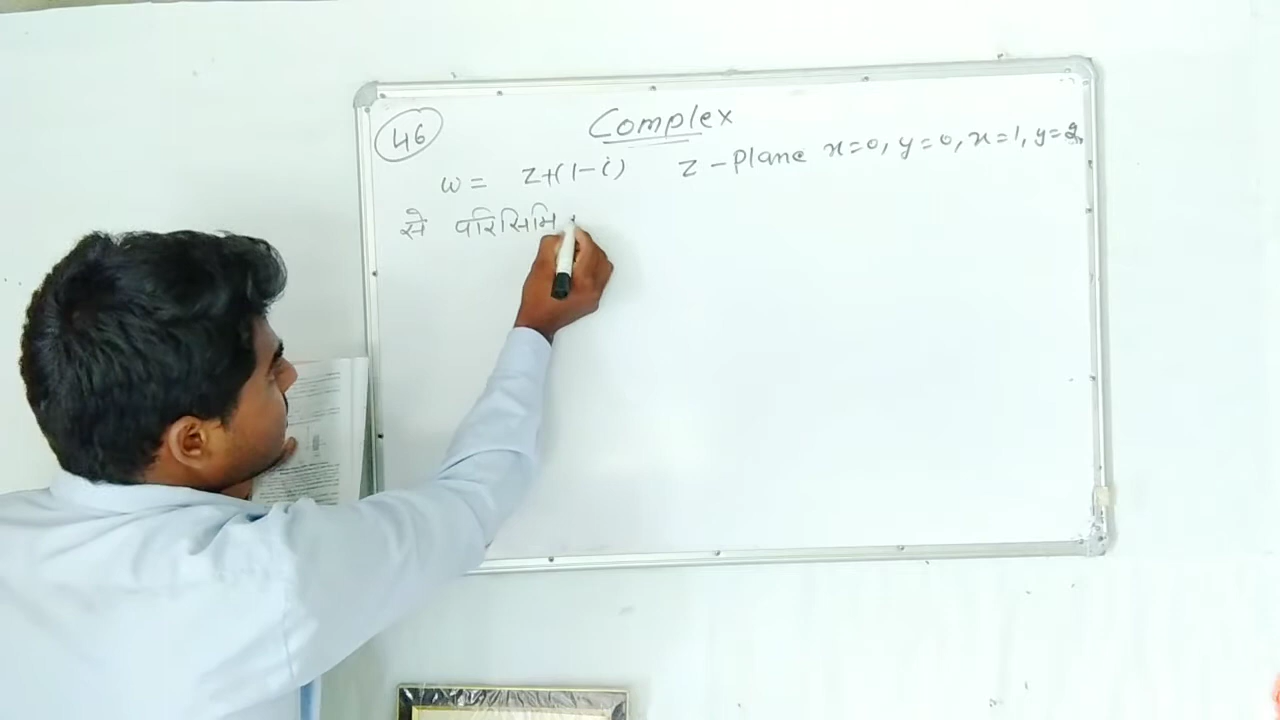 46
Complex
w = z+(1-i) z-plane x=0, y=0, x=1, y=2,
से परिसिमि